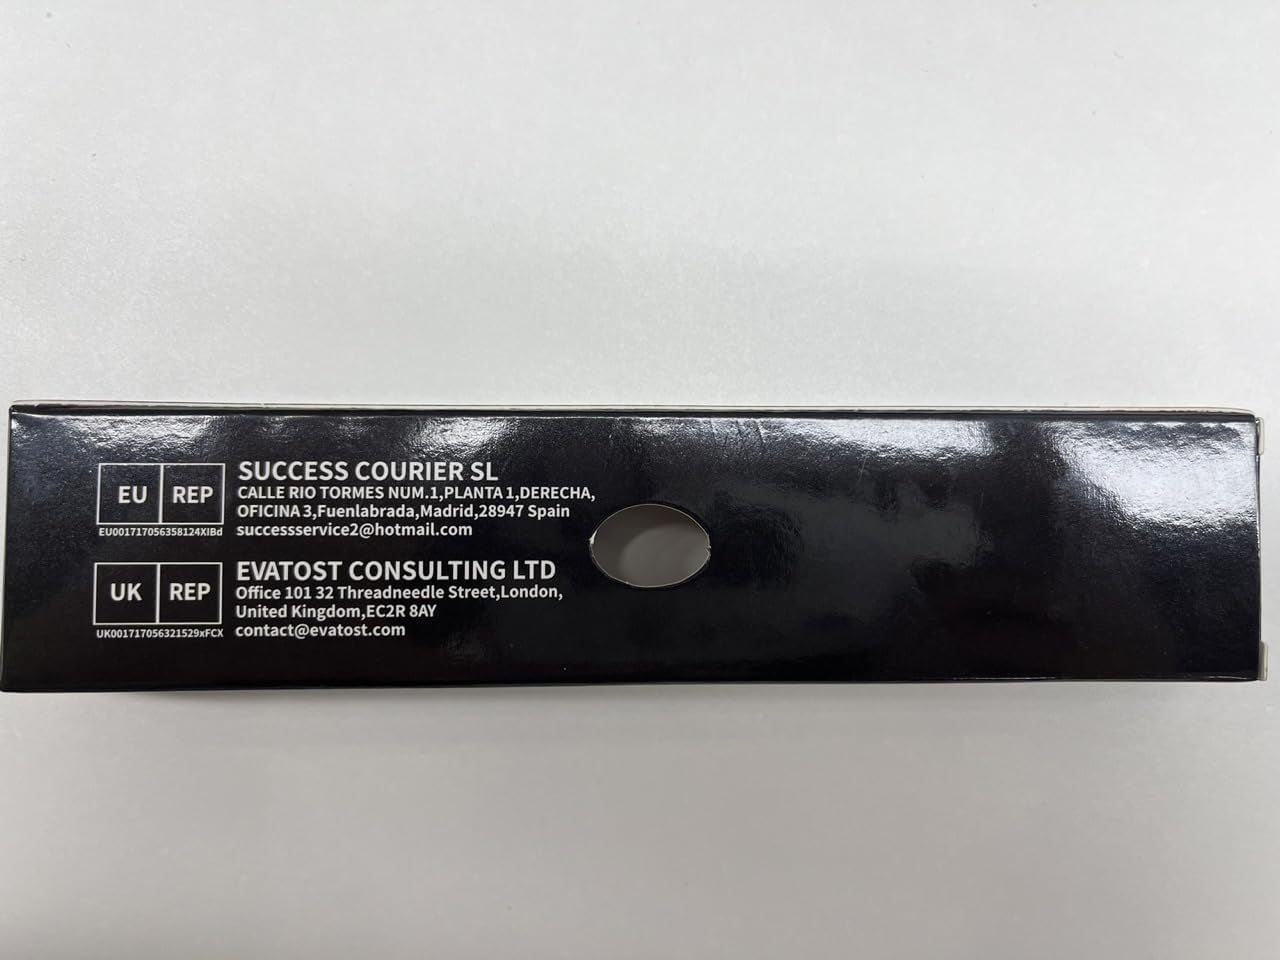 EU REP
EU001717056358124XIBd
SUCCESS COURIER SL
CALLE RIO TORMES NUM.1,PLANTA 1,DERECHA,
OFICINA 3,Fuenlabrada,Madrid,28947 Spain
successservice2@hotmail.com
UK REP
UK001717056321529xFCX
EVATOST CONSULTING LTD
Office 101 32 Threadneedle Street,London,
United Kingdom,EC2R 8AY
contact@evatost.com